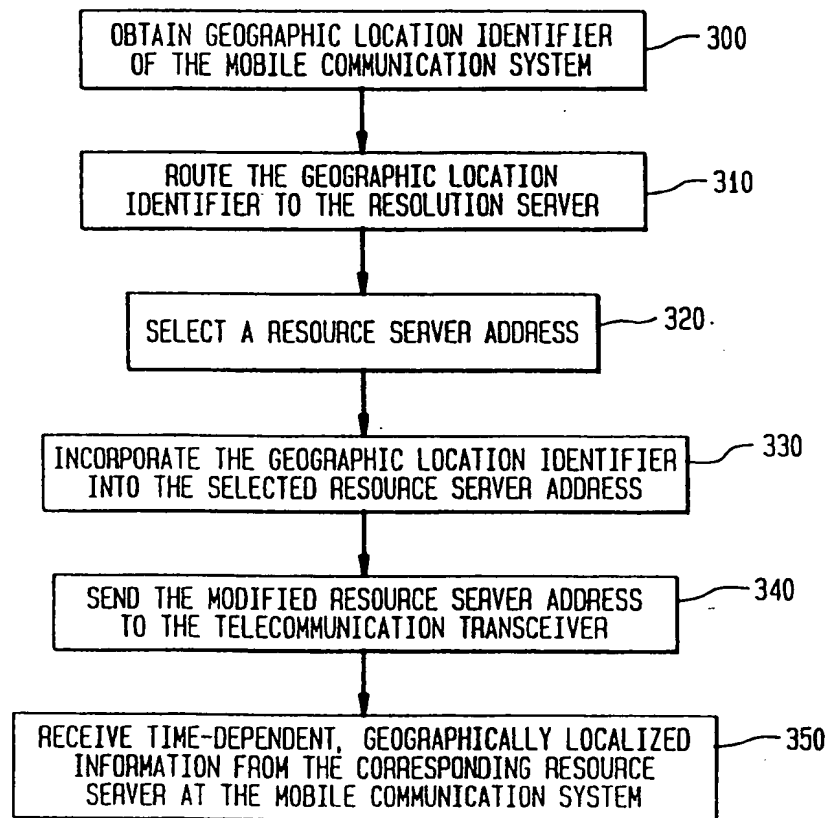 OBTAIN GEOGRAPHIC LOCATION IDENTIFIER
OF THE MOBILE COMMUNICATION SYSTEM
300
ROUTE THE GEOGRAPHIC LOCATION
IDENTIFIER TO THE RESOLUTION SERVER
310
SELECT A RESOURCE SERVER ADDRESS
320
INCORPORATE THE GEOGRAPHIC LOCATION IDENTIFIER
INTO THE SELECTED RESOURCE SERVER ADDRESS
330
SEND THE MODIFIED RESOURCE SERVER ADDRESS
TO THE TELECOMMUNICATION TRANSCEIVER
340
RECEIVE TIME-DEPENDENT, GEOGRAPHICALLY LOCALIZED
INFORMATION FROM THE CORRESPONDING RESOURCE
SERVER AT THE MOBILE COMMUNICATION SYSTEM
350